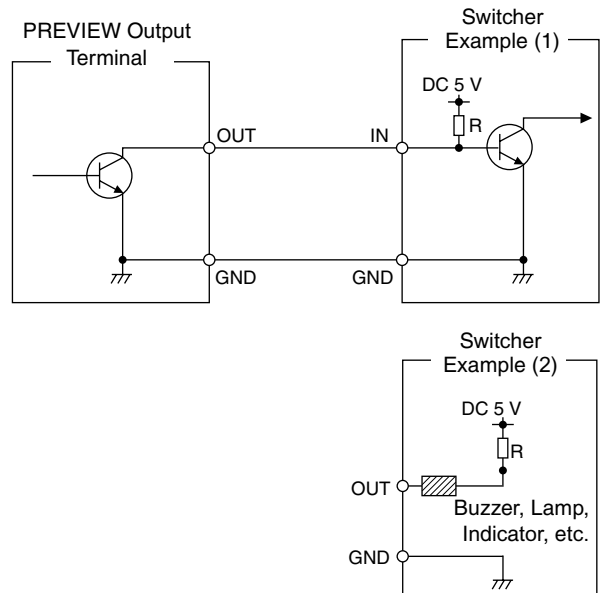 PREVIEW Output
Terminal
OUT
GND
Switcher
Example (1)
DC 5 V
R
IN
GND
Switcher
Example (2)
DC 5 V
R
OUT
Buzzer, Lamp,
Indicator, etc.
GND